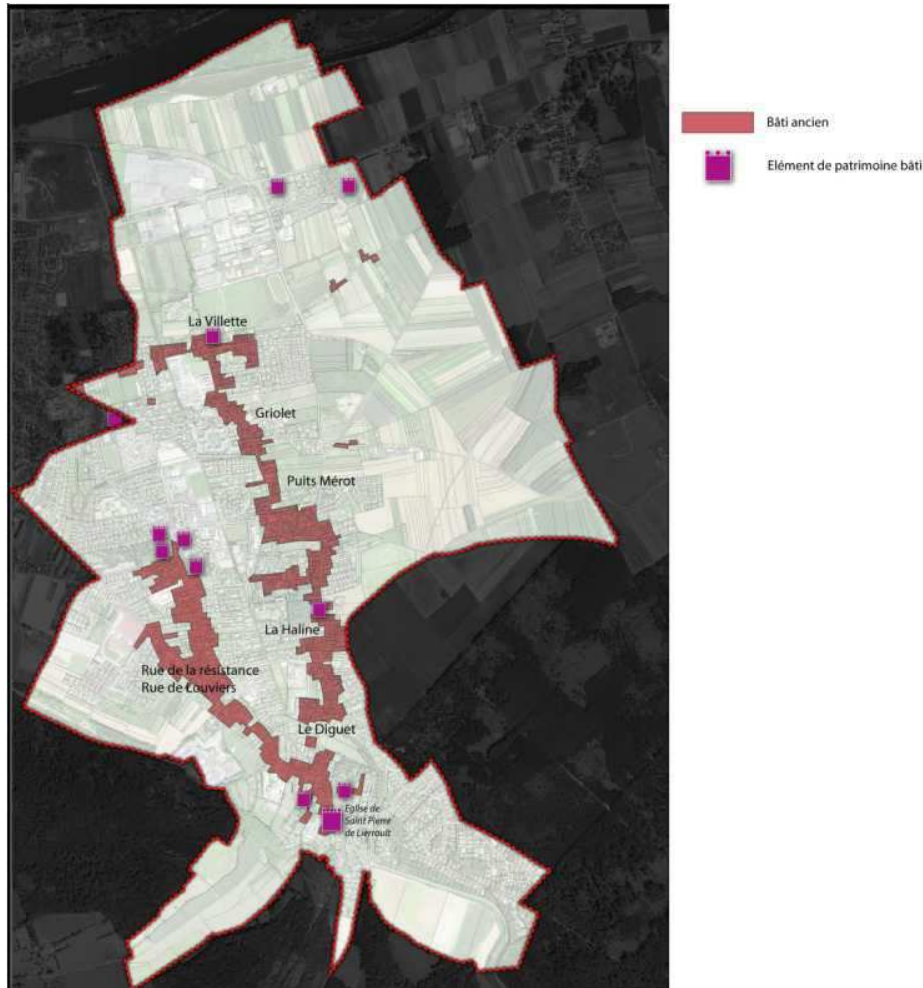 Bâti ancien
Elément de patrimoine bâti
La Villette
Griolet
Puits Mérot
La Haline
Rue de la résistance
Rue de Louviers
Le Diguet
Eglise de
Saint Pierre
de Lierroult